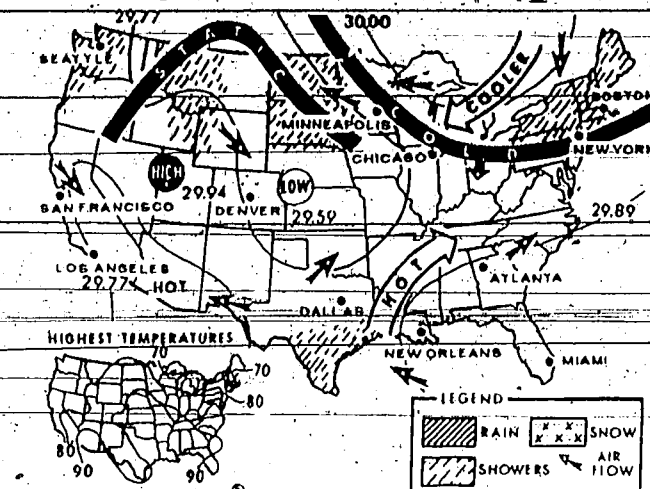 29.77
30.00
SEATTLE
STATIC
COLD
COOLER
BOSTON
MINNEAPOLIS
CHICAGO
NEW YORK
HIGH
LOW
29.94
SAN FRANCISCO
DENVER
29.59
29.89
LOS ANGELES
29.77
HOT
HOT
ATLANTA
DALLAS
HIGHEST TEMPERATURES
NEW ORLEANS
MIAMI
70
70
80
80
90
90
LEGEND
RAIN
SNOW
SHOWERS
AIR
FLOW